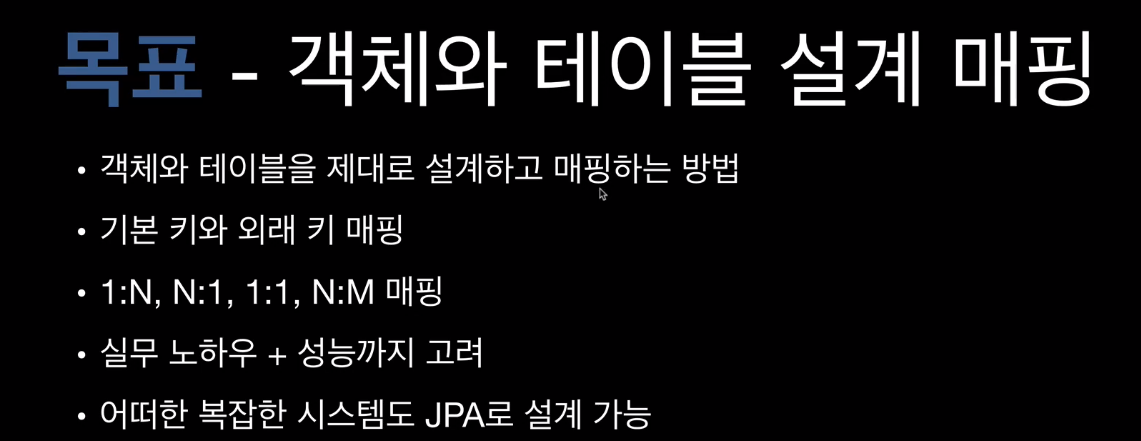 목표 - 객체와 테이블 설계 매핑
• 객체와 테이블을 제대로 설계하고 매핑하는 방법
• 기본 키와 외래 키 매핑
• 1:N, N:1, 1:1, N:M 매핑
• 실무 노하우 + 성능까지 고려
• 어떠한 복잡한 시스템도 JPA로 설계 가능